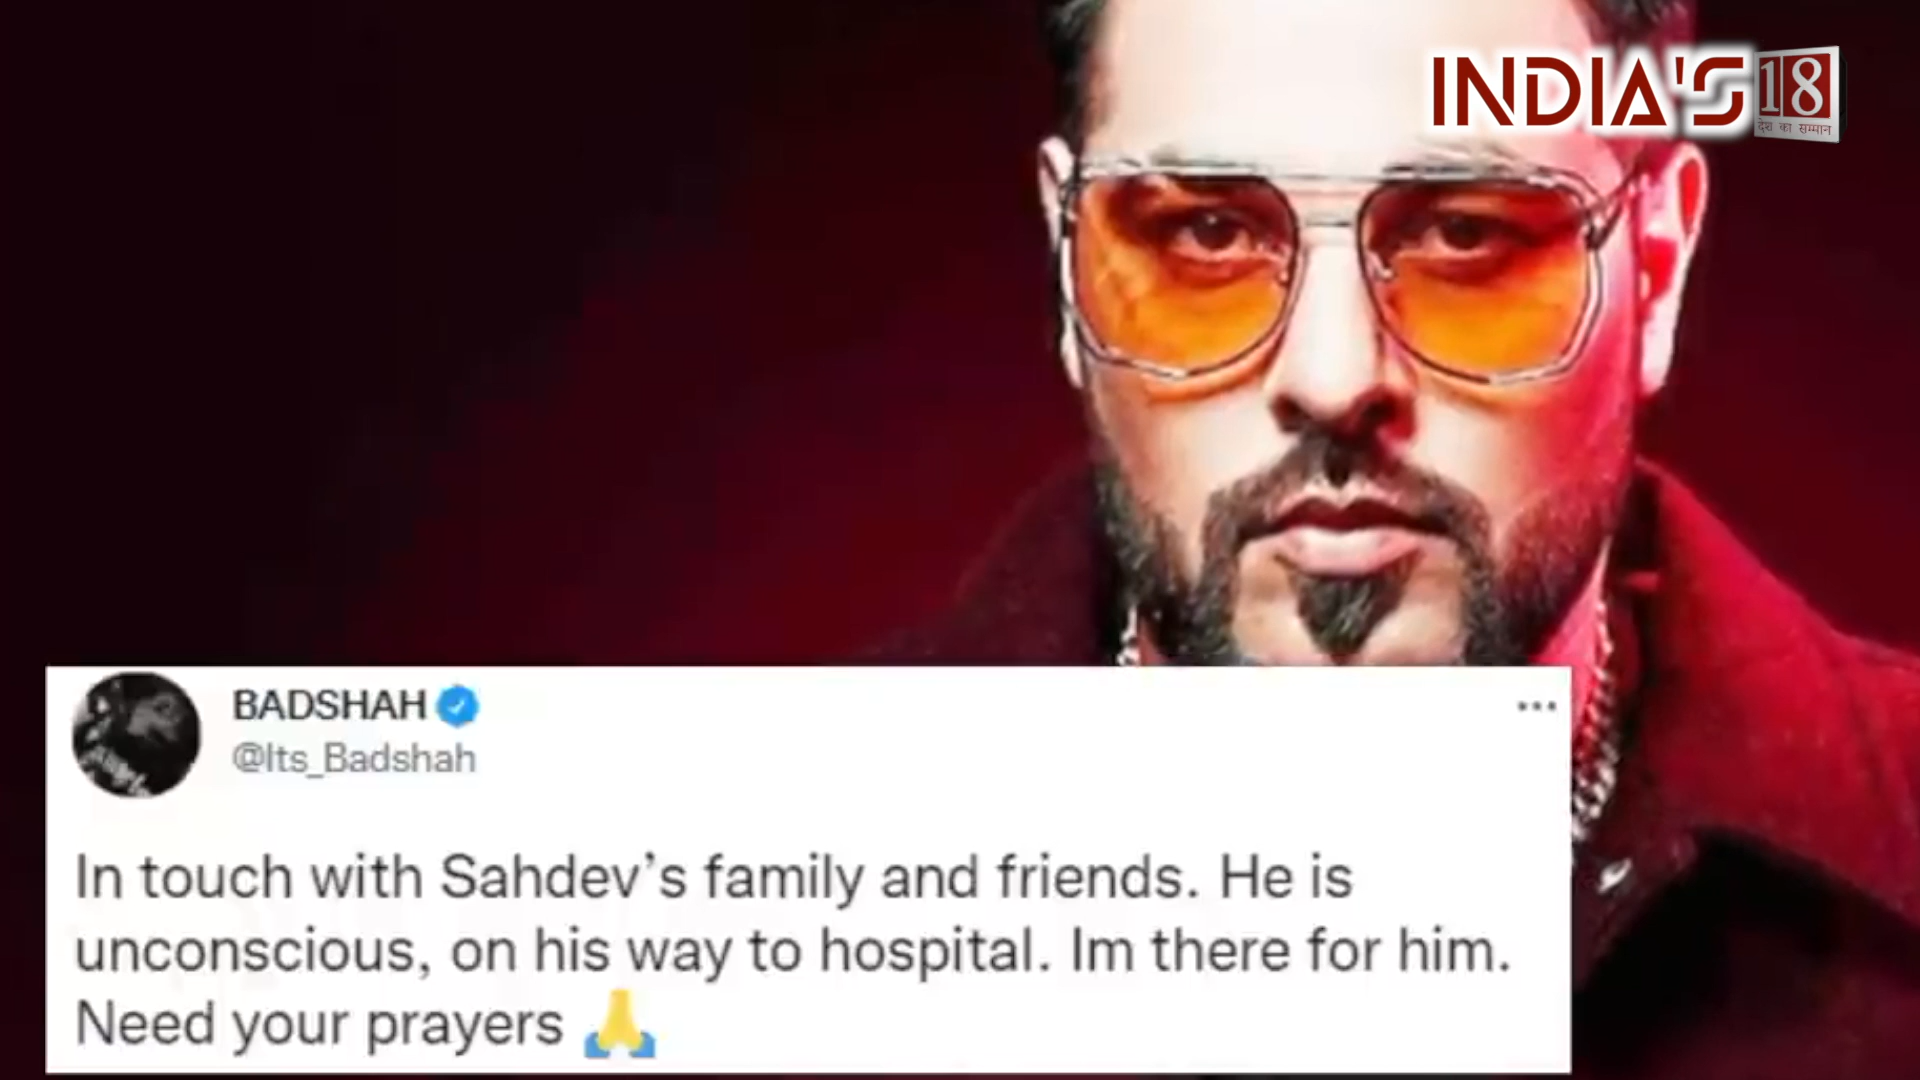 INDIA'S 18
देश का सम्मान
BADSHAH
@Its_Badshah
In touch with Sahdev’s family and friends. He is
unconscious, on his way to hospital. Im there for him.
Need your prayers 🙏